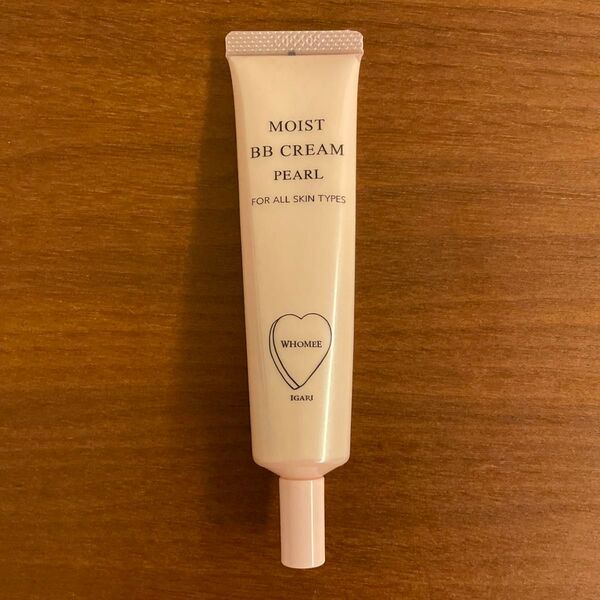 MOIST
BB CREAM
PEARL
FOR ALL SKIN TYPES
WHOMEE
IGARI